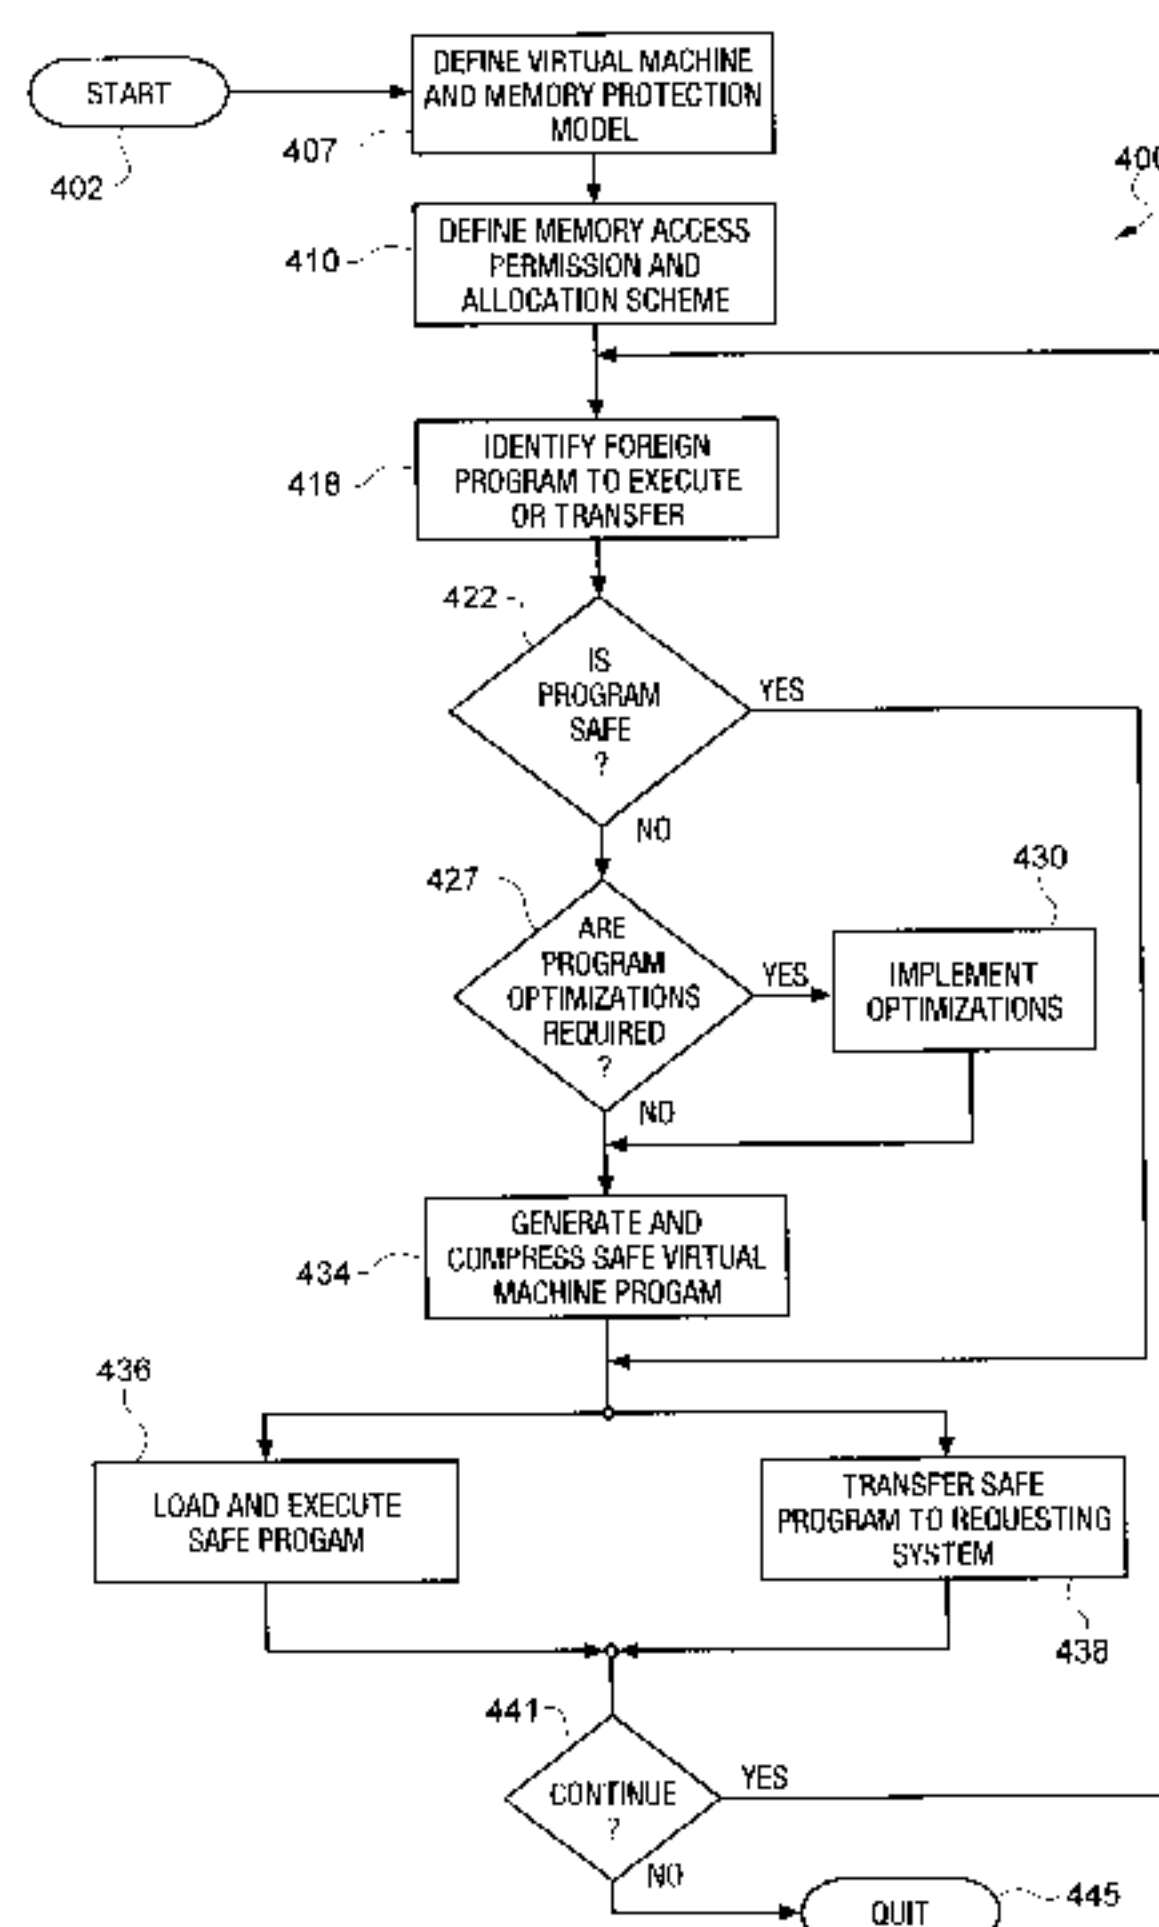 START
402
DEFINE VIRTUAL MACHINE
AND MEMORY PROTECTION
MODEL
407
400
DEFINE MEMORY ACCESS
PERMISSION AND
ALLOCATION SCHEME
410
IDENTIFY FOREIGN
PROGRAM TO EXECUTE
OR TRANSFER
418
422
IS
PROGRAM
SAFE
?
YES
NO
427
ARE
PROGRAM
OPTIMIZATIONS
REQUIRED
?
YES
430
IMPLEMENT
OPTIMIZATIONS
NO
GENERATE AND
COMPRESS SAFE VIRTUAL
MACHINE PROGAM
434
436
LOAD AND EXECUTE
SAFE PROGAM
TRANSFER SAFE
PROGRAM TO REQUESTING
SYSTEM
438
441
CONTINUE
?
YES
NO
QUIT
445